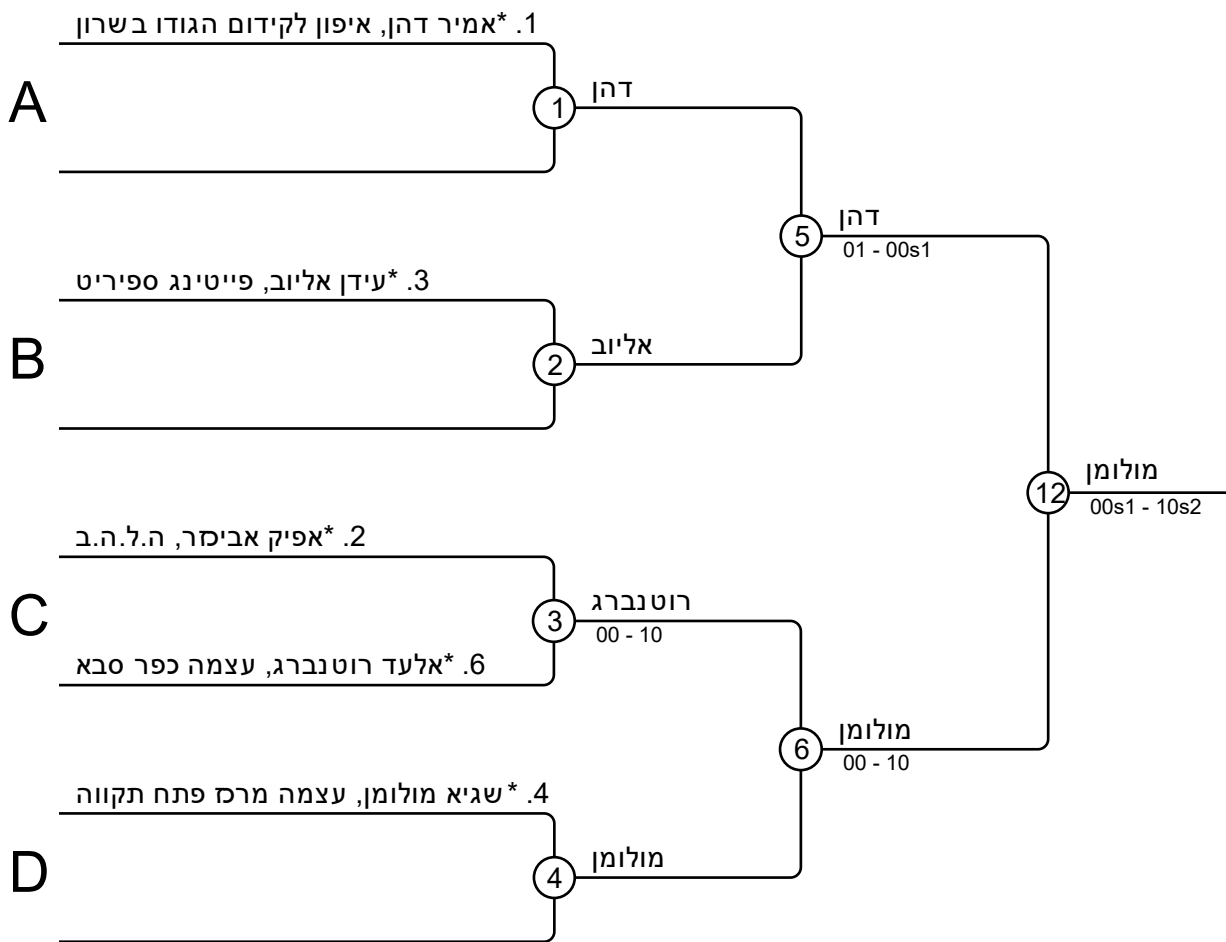 1. *אמיר דהן, איפון לקידום הגודו בשרון
A
1
דהן
5
דהן
01 - 00s1
3. *עידן אליוב, פייטינג ספיריט
B
2
אליוב
12
מולומן
00s1 - 10s2
2. *אפיק אביכזר, ה.ל.ה.ב
C
3
רוטנברג
00 - 10
6. *אלעד רוטנברג, עצמה כפר סבא
6
מולומן
00 - 10
4. *שגיא מולומן, עצמה מרכז פתח תקווה
D
4
מולומן